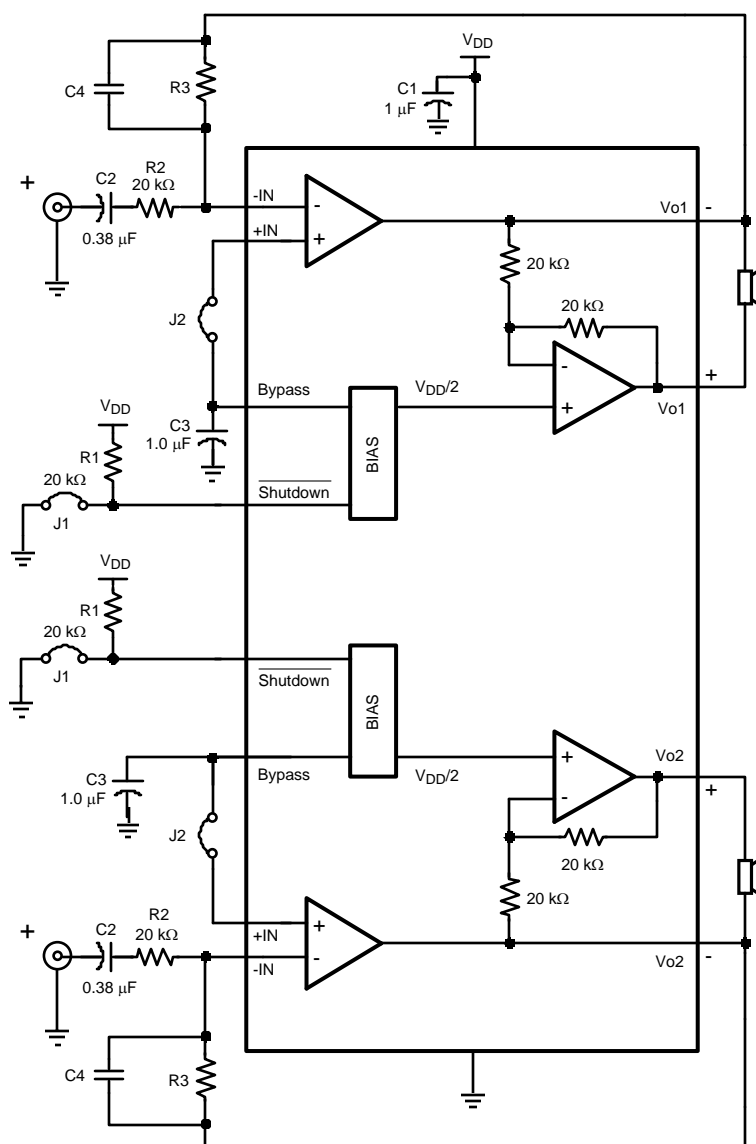 VDD
C1
1 µF
C4
R3
R2
20 kΩ
C2
+
0.38 µF
-IN
+IN
-
+
Vo1
-
20 kΩ
20 kΩ
J2
-
+
+
Vo1
Bypass
VDD/2
C3
1.0 µF
BIAS
VDD
R1
20 kΩ
J1
Shutdown
VDD
R1
20 kΩ
J1
Shutdown
BIAS
Bypass
VDD/2
C3
1.0 µF
+
-
Vo2
+
J2
20 kΩ
20 kΩ
+IN
-IN
+
-
Vo2
-
R2
20 kΩ
C2
+
0.38 µF
C4
R3